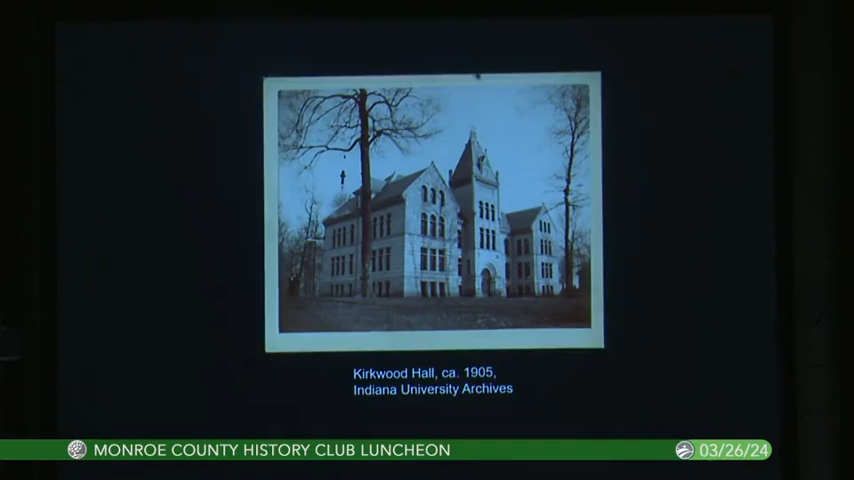 Kirkwood Hall, ca. 1905,
Indiana University Archives
MONROE COUNTY HISTORY CLUB LUNCHEON
03/26/24